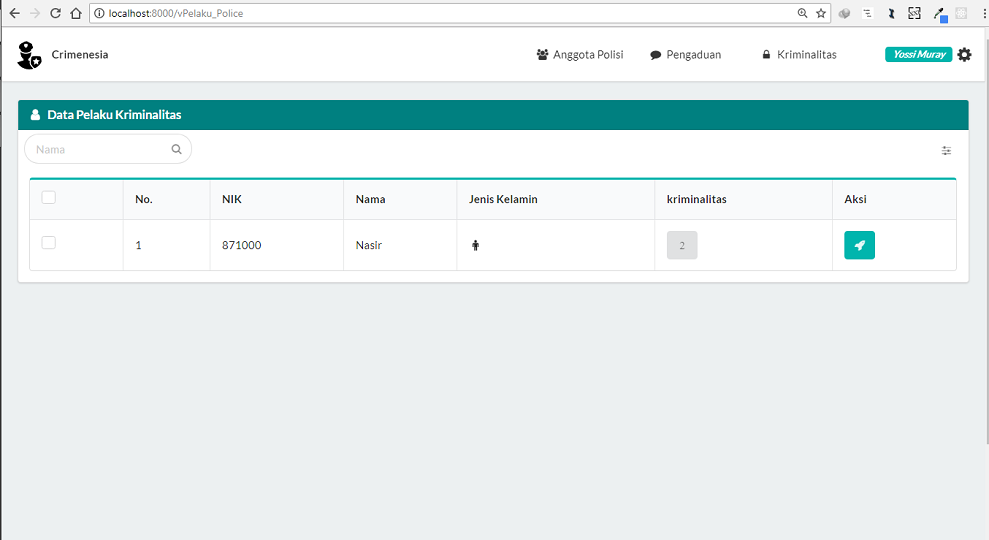 localhost:8000/vPelaku_Police
Crimenesia
Anggota Polisi
Pengaduan
Kriminalitas
Yossi Muray
Data Pelaku Kriminalitas
Nama
No. NIK Nama Jenis Kelamin kriminalitas Aksi
1 871000 Nasir 2